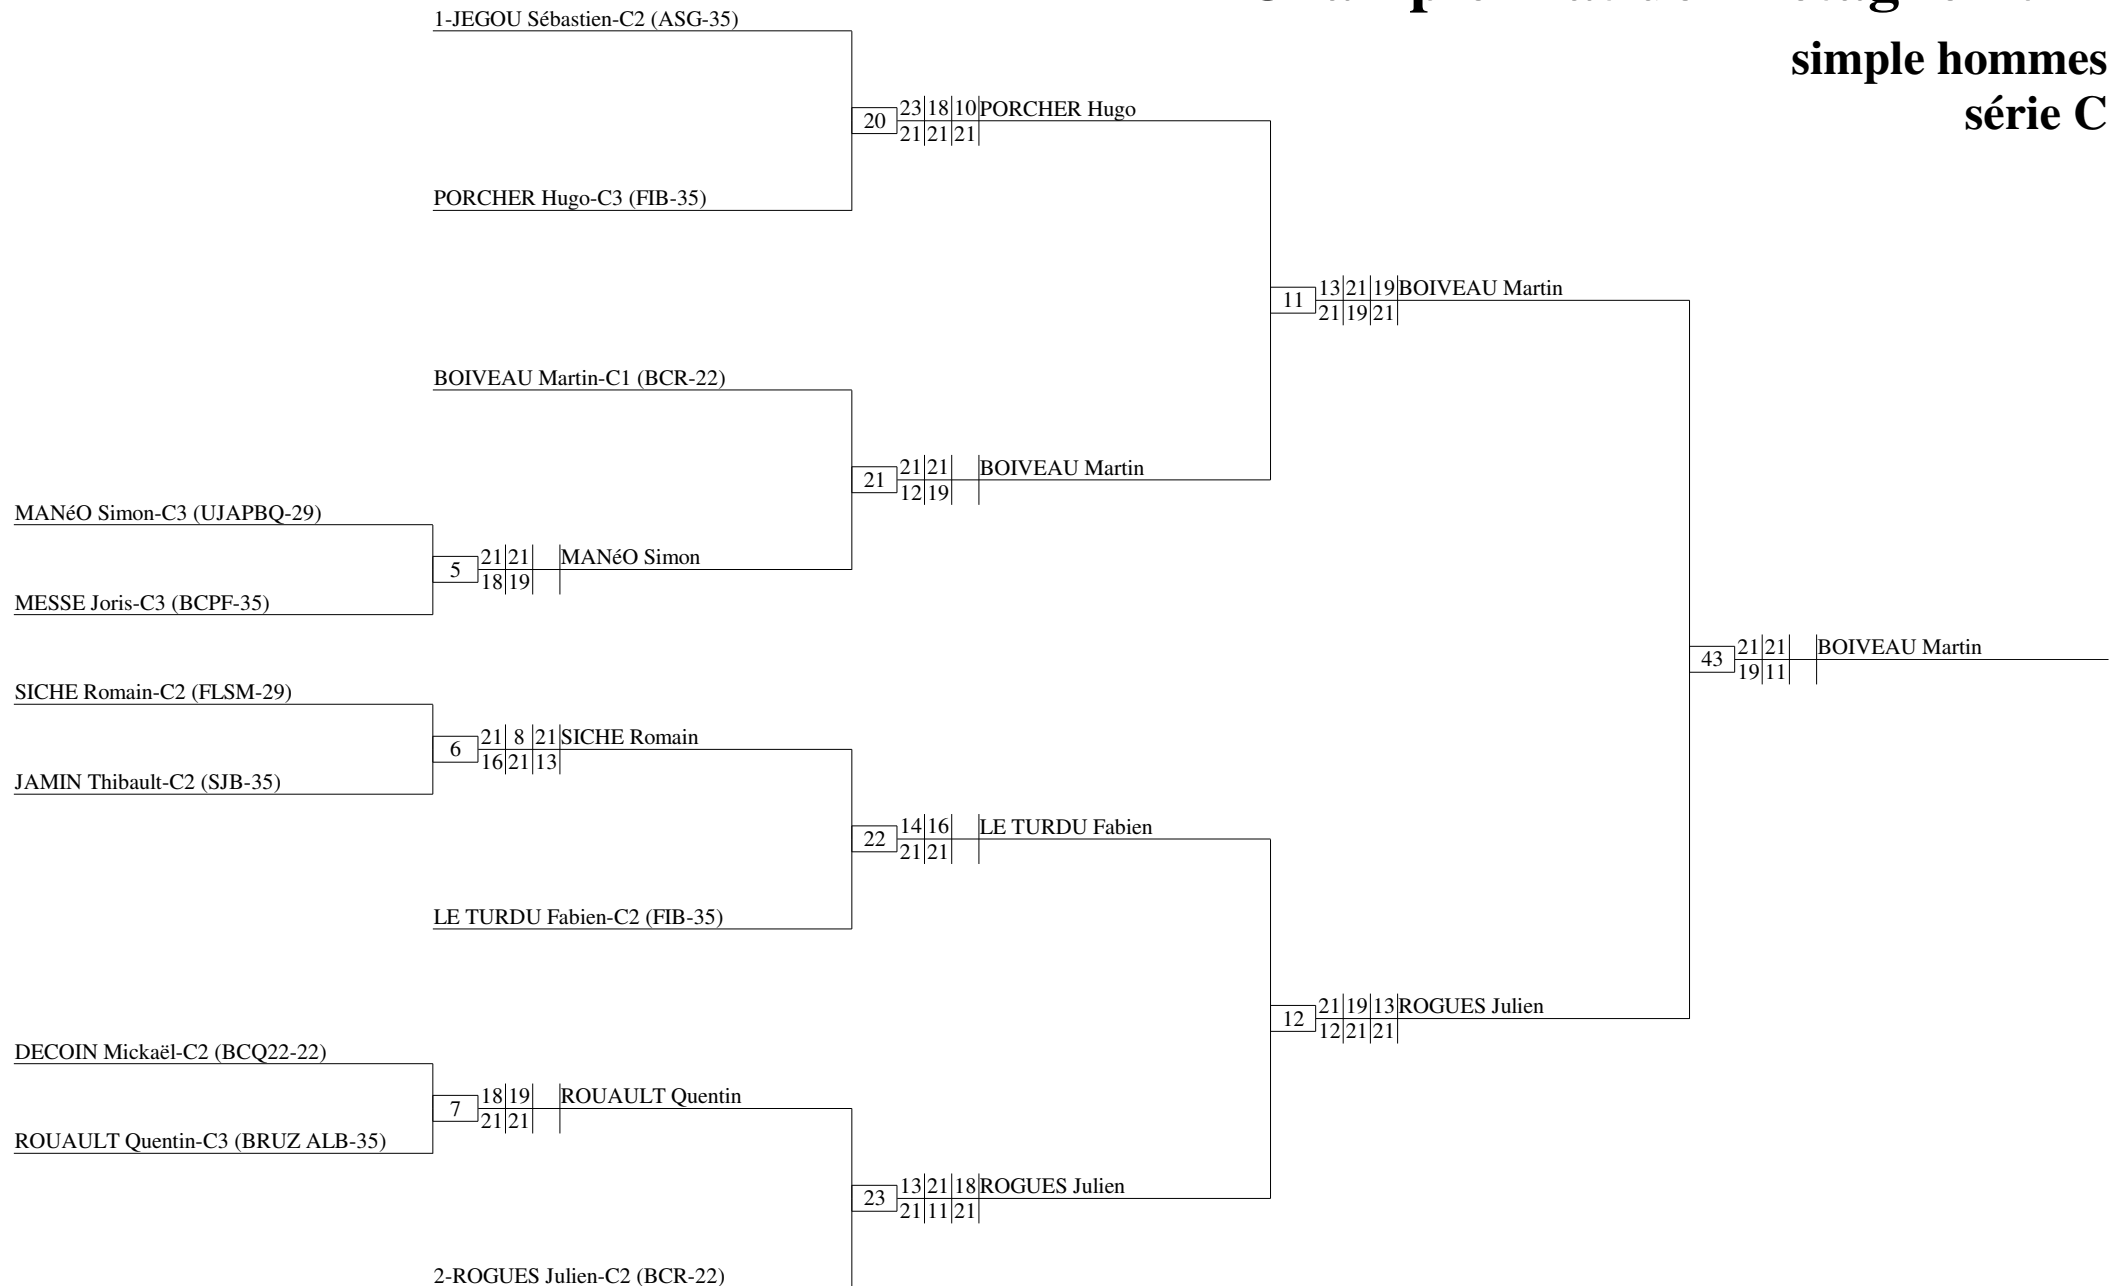 simple hommes
série C
1-JEGOU Sébastien-C2 (ASG-35)
20
23 18 10
21 21 21
PORCHER Hugo
PORCHER Hugo-C3 (FIB-35)
11
13 21 19
21 19 21
BOIVEAU Martin
BOIVEAU Martin-C1 (BCR-22)
21
21 21
12 19
BOIVEAU Martin
MANéO Simon-C3 (UJAPBQ-29)
5
21 21
18 19
MANéO Simon
MESSE Joris-C3 (BCPF-35)
43
21 21
19 11
BOIVEAU Martin
SICHE Romain-C2 (FLSM-29)
6
21 8 21
16 21 13
SICHE Romain
JAMIN Thibault-C2 (SJB-35)
22
14 16
21 21
LE TURDU Fabien
LE TURDU Fabien-C2 (FIB-35)
12
21 19 13
12 21 21
ROGUES Julien
DECOIN Mickaël-C2 (BCQ22-22)
7
18 19
21 21
ROUAULT Quentin
ROUAULT Quentin-C3 (BRUZ ALB-35)
23
13 21 18
21 11 21
ROGUES Julien
2-ROGUES Julien-C2 (BCR-22)